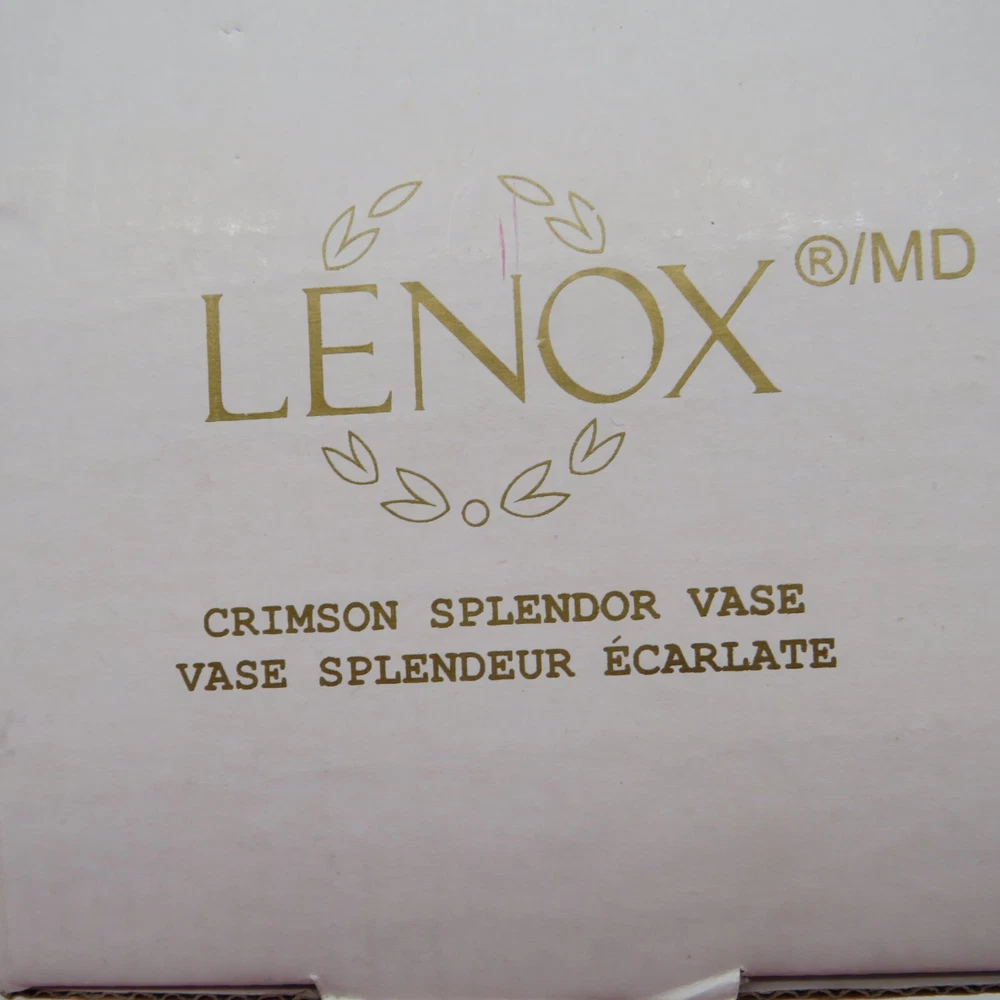 LENOX ®/MD
CRIMSON SPLENDOR VASE
VASE SPLENDEUR ÉCARLATE